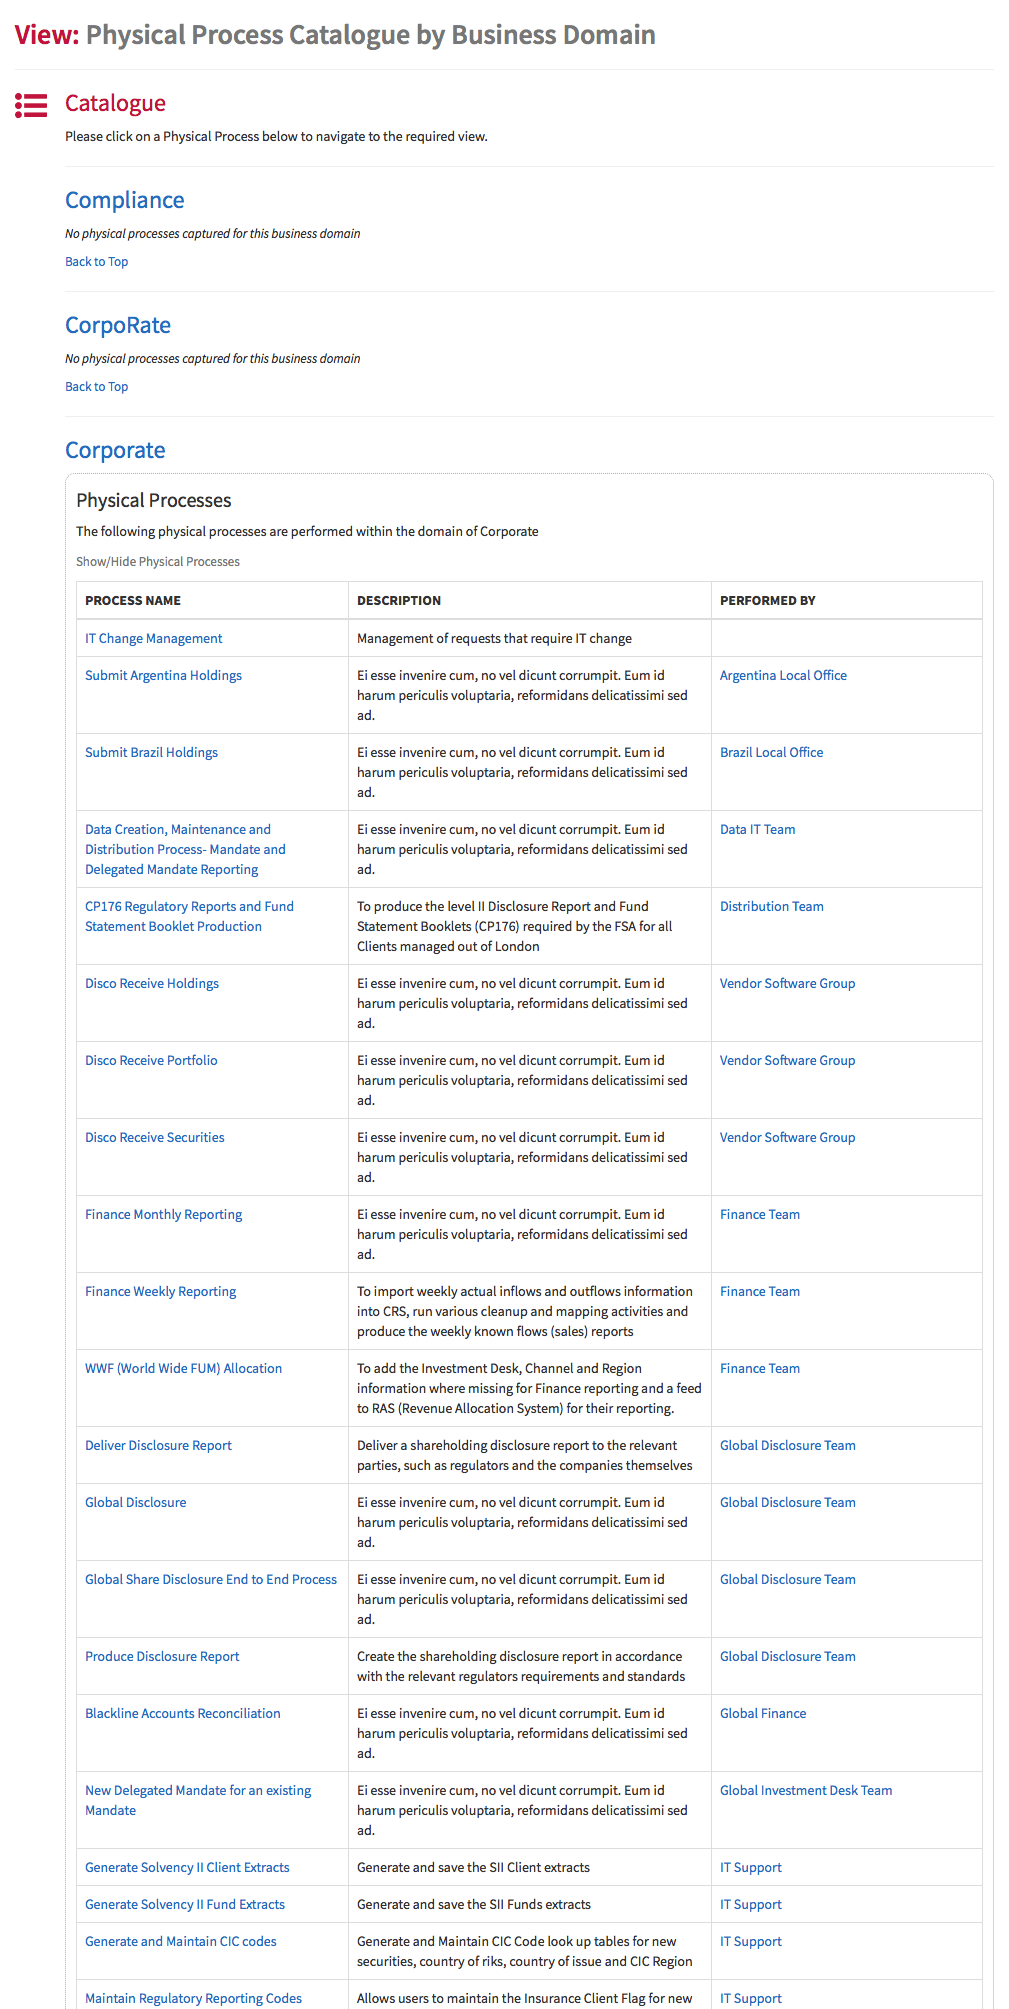 View: Physical Process Catalogue by Business Domain
Catalogue
Please click on a Physical Process below to navigate to the required view.
Compliance
No physical processes captured for this business domain
Back to Top
CorpoRate
No physical processes captured for this business domain
Back to Top
Corporate
Physical Processes
The following physical processes are performed within the domain of Corporate
Show/Hide Physical Processes
PROCESS NAME DESCRIPTION PERFORMED BY
IT Change Management Management of requests that require IT change
Submit Argentina Holdings Ei esse invenire cum, no vel dicunt corrumpit. Eum id Argentina Local Office
harum periculis voluptaria, reformidans delicatissimi sed
ad.
Submit Brazil Holdings Ei esse invenire cum, no vel dicunt corrumpit. Eum id Brazil Local Office
harum periculis voluptaria, reformidans delicatissimi sed
ad.
Data Creation, Maintenance and Ei esse invenire cum, no vel dicunt corrumpit. Eum id Data IT Team
Distribution Process- Mandate and harum periculis voluptaria, reformidans delicatissimi sed
Delegated Mandate Reporting ad.
CP176 Regulatory Reports and Fund To produce the level II Disclosure Report and Fund Distribution Team
Statement Booklet Production Statement Booklets (CP176) required by the FSA for all
Clients managed out of London
Disco Receive Holdings Ei esse invenire cum, no vel dicunt corrumpit. Eum id Vendor Software Group
harum periculis voluptaria, reformidans delicatissimi sed
ad.
Disco Receive Portfolio Ei esse invenire cum, no vel dicunt corrumpit. Eum id Vendor Software Group
harum periculis voluptaria, reformidans delicatissimi sed
ad.
Disco Receive Securities Ei esse invenire cum, no vel dicunt corrumpit. Eum id Vendor Software Group
harum periculis voluptaria, reformidans delicatissimi sed
ad.
Finance Monthly Reporting Ei esse invenire cum, no vel dicunt corrumpit. Eum id Finance Team
harum periculis voluptaria, reformidans delicatissimi sed
ad.
Finance Weekly Reporting To import weekly actual inflows and outflows information Finance Team
into CRS, run various cleanup and mapping activities and
produce the weekly known flows (sales) reports
WWF (World Wide FUM) Allocation To add the Investment Desk, Channel and Region Finance Team
information where missing for Finance reporting and a feed
to RAS (Revenue Allocation System) for their reporting.
Deliver Disclosure Report Deliver a shareholding disclosure report to the relevant Global Disclosure Team
parties, such as regulators and the companies themselves
Global Disclosure Ei esse invenire cum, no vel dicunt corrumpit. Eum id Global Disclosure Team
harum periculis voluptaria, reformidans delicatissimi sed
ad.
Global Share Disclosure End to End Process Ei esse invenire cum, no vel dicunt corrumpit. Eum id Global Disclosure Team
harum periculis voluptaria, reformidans delicatissimi sed
ad.
Produce Disclosure Report Create the shareholding disclosure report in accordance Global Disclosure Team
with the relevant regulators requirements and standards
Blackline Accounts Reconciliation Ei esse invenire cum, no vel dicunt corrumpit. Eum id Global Finance
harum periculis voluptaria, reformidans delicatissimi sed
ad.
New Delegated Mandate for an existing Ei esse invenire cum, no vel dicunt corrumpit. Eum id Global Investment Desk Team
Mandate harum periculis voluptaria, reformidans delicatissimi sed
ad.
Generate Solvency II Client Extracts Generate and save the SII Client extracts IT Support
Generate Solvency II Fund Extracts Generate and save the SII Funds extracts IT Support
Generate and Maintain CIC codes Generate and Maintain CIC Code look up tables for new IT Support
securities, country of riks, country of issue and CIC Region
Maintain Regulatory Reporting Codes Allows users to maintain the Insurance Client Flag for new IT Support